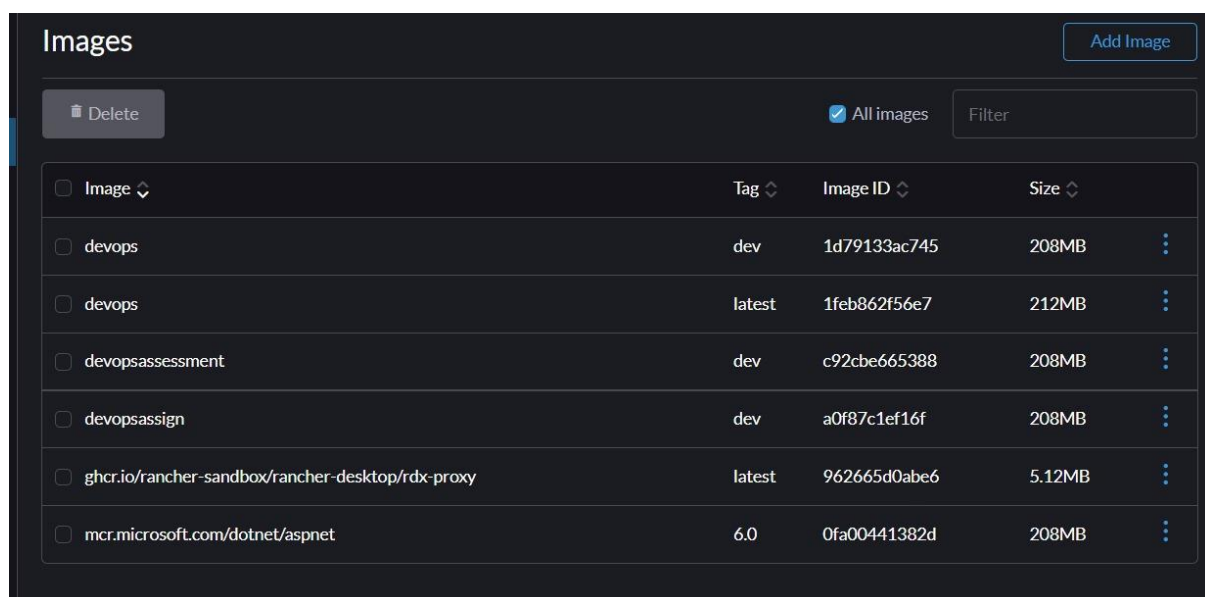 Images
Add Image
Delete
All images
Filter
Image Tag Image ID Size
devops dev 1d79133ac745 208MB
devops latest 1feb862f56e7 212MB
devopsassessment dev c92cbe665388 208MB
devopsassign dev a0f87c1ef16f 208MB
ghcr.io/rancher-sandbox/rancher-desktop/rdx-proxy latest 962665d0abe6 5.12MB
mcr.microsoft.com/dotnet/aspnet 6.0 0fa00441382d 208MB